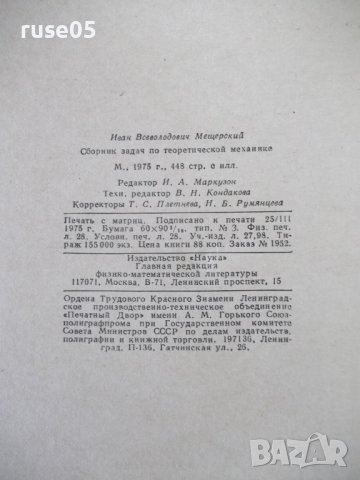 ruse05
Иван Всеволодович Мещерский
Сборник задач по теоретической механике
М., 1975 г., 448 стр. с илл.
Редактор И. А. Маркузон
Техн. редактор В. Н. Кондакова
Корректоры Т. С. Плетнева, И. Б. Румянцева
Печать с матриц. Подписано к печати 25/III
1975 г. Бумага 60×90¹/₁₆, тип. № 3. Физ. печ.
л. 28. Условн. печ. л. 28. Уч.-изд. л. 27,98. Ти-
раж 155 000 экз. Цена книги 88 коп. Заказ № 1952.
Издательство «Наука»
Главная редакция
физико-математической литературы
117071, Москва, В-71, Ленинский проспект, 15
Ордена Трудового Красного Знамени Ленинград-
ское производственно-техническое объединение
«Печатный Двор» имени А. М. Горького Союз-
полиграфпрома при Государственном комитете
Совета Министров СССР по делам издательств,
полиграфии и книжной торговли. 197136, Ленин-
град, П-136, Гатчинская ул., 26.
BAZAR